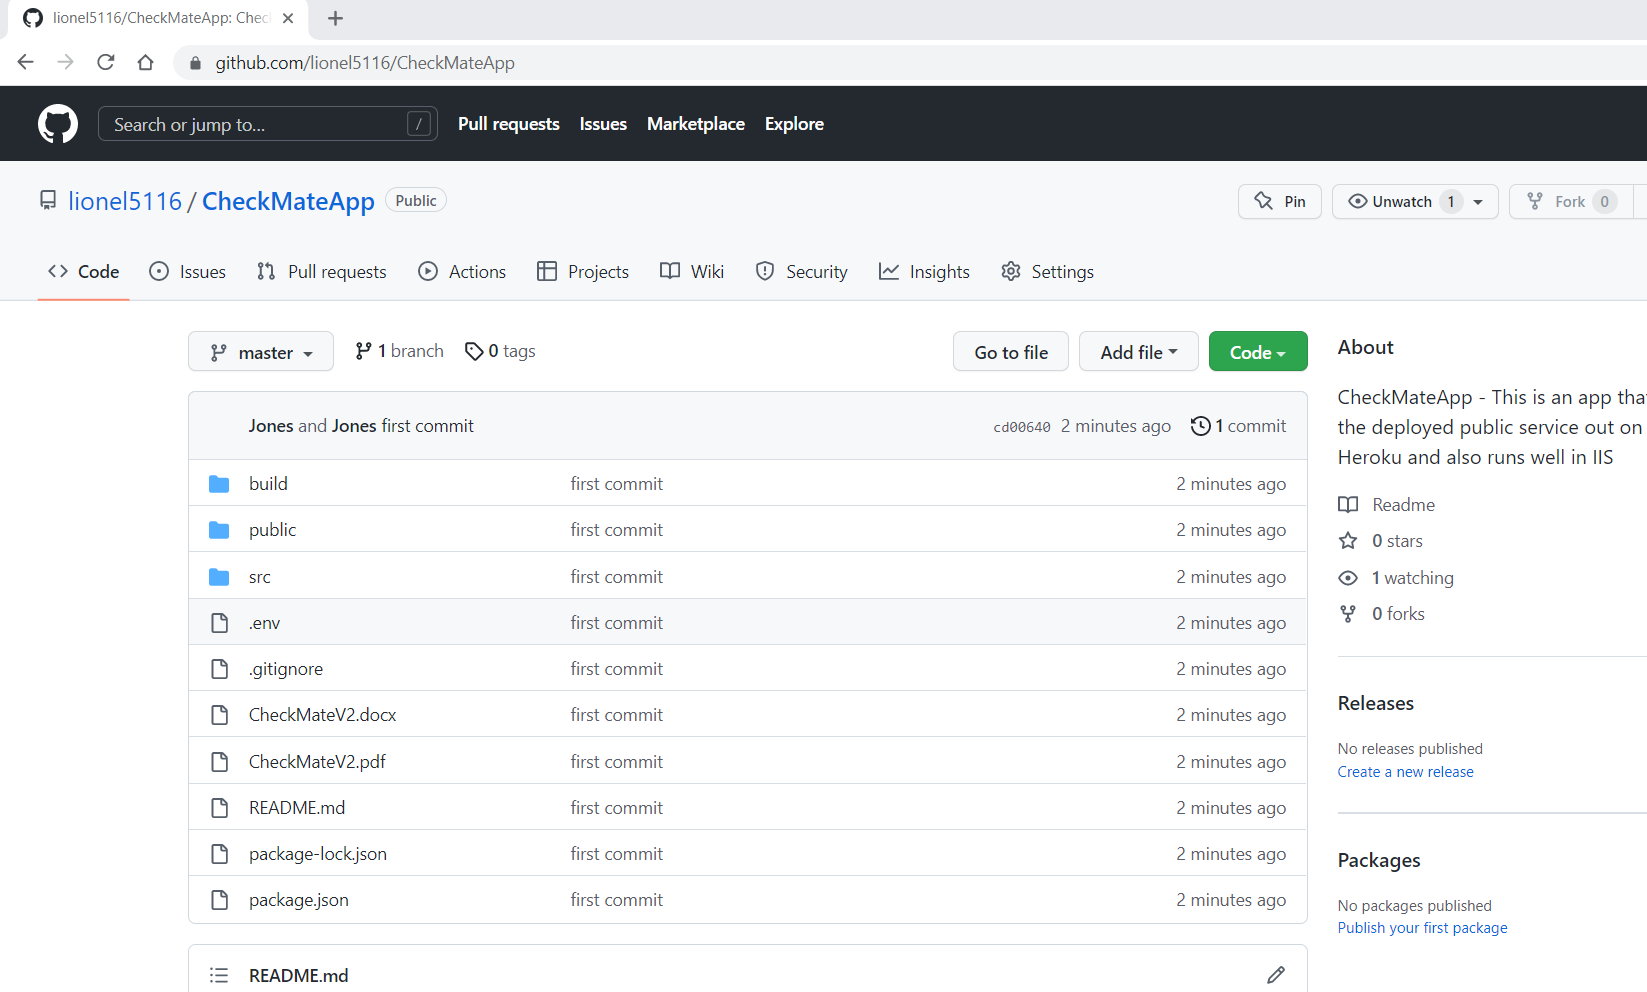 lionel5116/CheckMateApp: Chec
github.com/lionel5116/CheckMateApp
Search or jump to... /
Pull requests Issues Marketplace Explore
lionel5116 / CheckMateApp Public
Pin Unwatch 1 Fork 0
Code Issues Pull requests Actions Projects Wiki Security Insights Settings
master 1 branch 0 tags Go to file Add file Code
Jones and Jones first commit cd00640 2 minutes ago 1 commit
build first commit 2 minutes ago
public first commit 2 minutes ago
src first commit 2 minutes ago
.env first commit 2 minutes ago
.gitignore first commit 2 minutes ago
CheckMateV2.docx first commit 2 minutes ago
CheckMateV2.pdf first commit 2 minutes ago
README.md first commit 2 minutes ago
package-lock.json first commit 2 minutes ago
package.json first commit 2 minutes ago
README.md
About
CheckMateApp - This is an app tha
the deployed public service out on
Heroku and also runs well in IIS
Readme
0 stars
1 watching
0 forks
Releases
No releases published
Create a new release
Packages
No packages published
Publish your first package